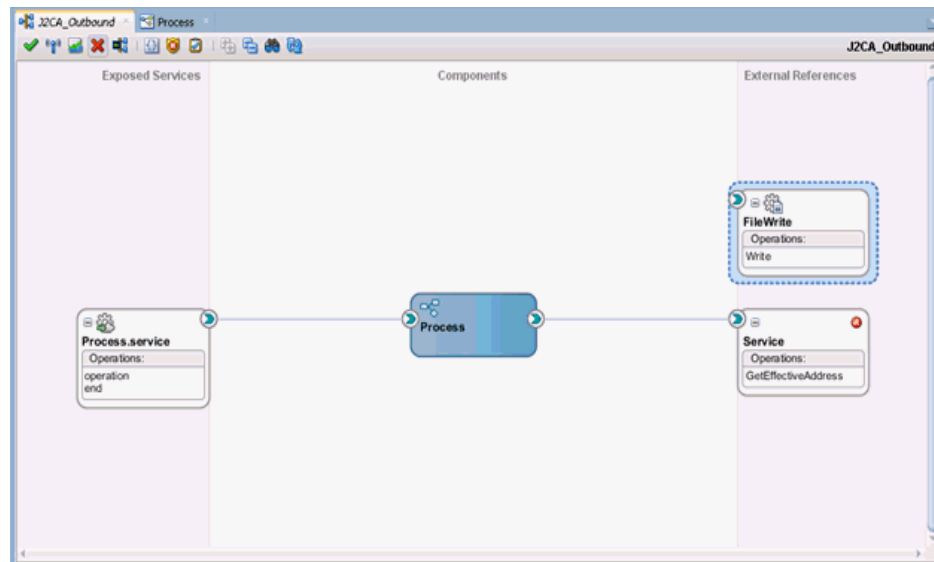 J2CA_Outbound
Process
J2CA_Outbound
Exposed Services
Components
External References
FileWrite
Operations:
Write
Process.service
Operations:
operation
end
Process
Service
Operations:
GetEffectiveAddress